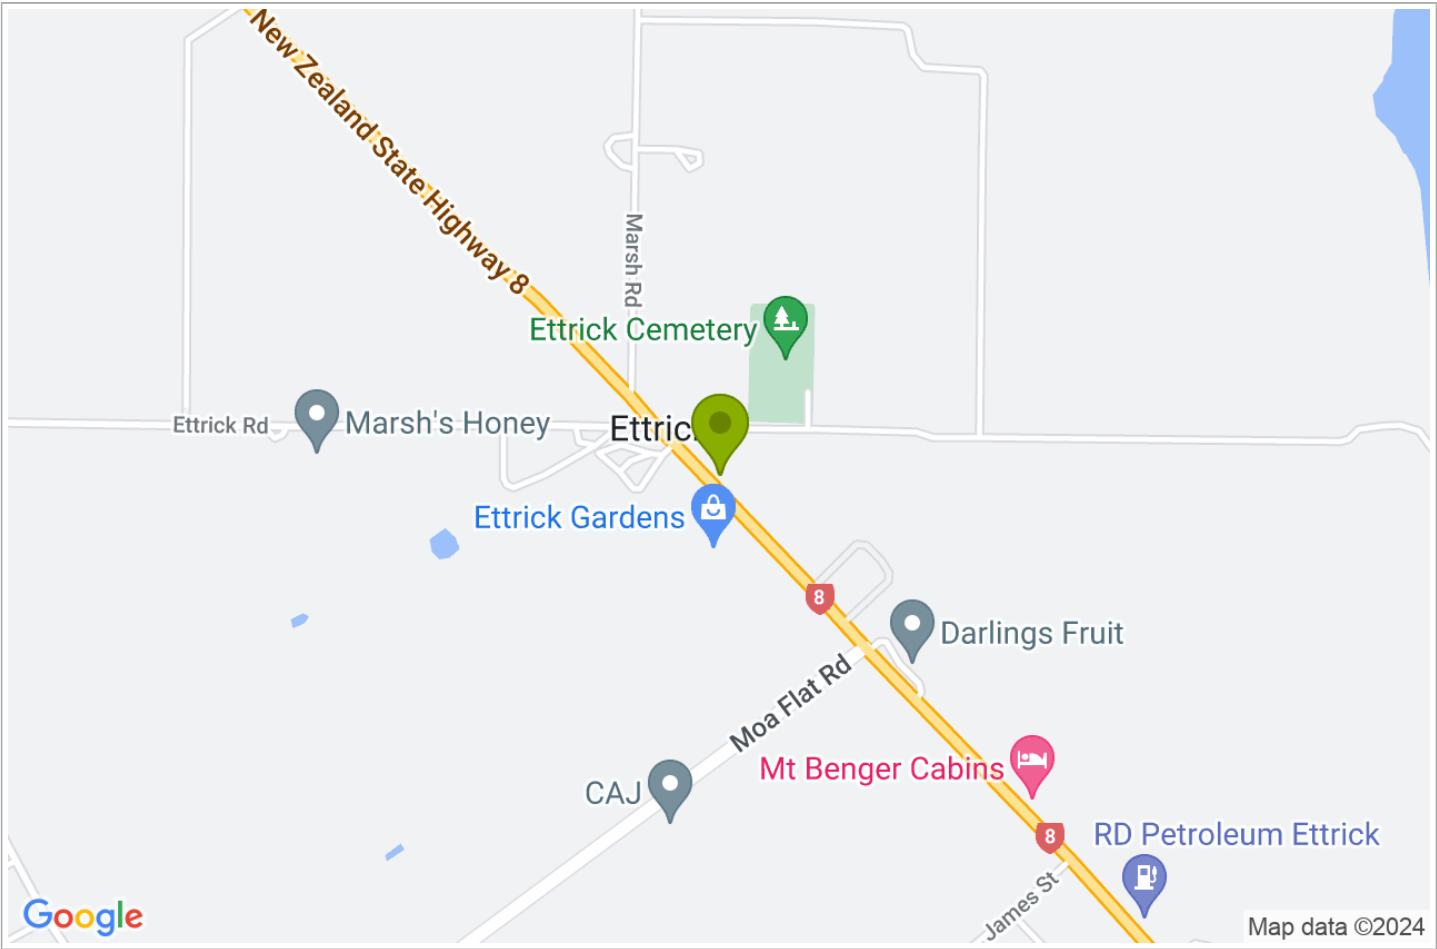 New Zealand State Highway 8
Marsh Rd
Ettrick Cemetery
Ettrick Rd
Marsh's Honey
Ettric
Ettrick Gardens
8
Darlings Fruit
Moa Flat Rd
Mt Benger Cabins
CAJ
8
RD Petroleum Ettrick
James St
Google
Map data ©2024